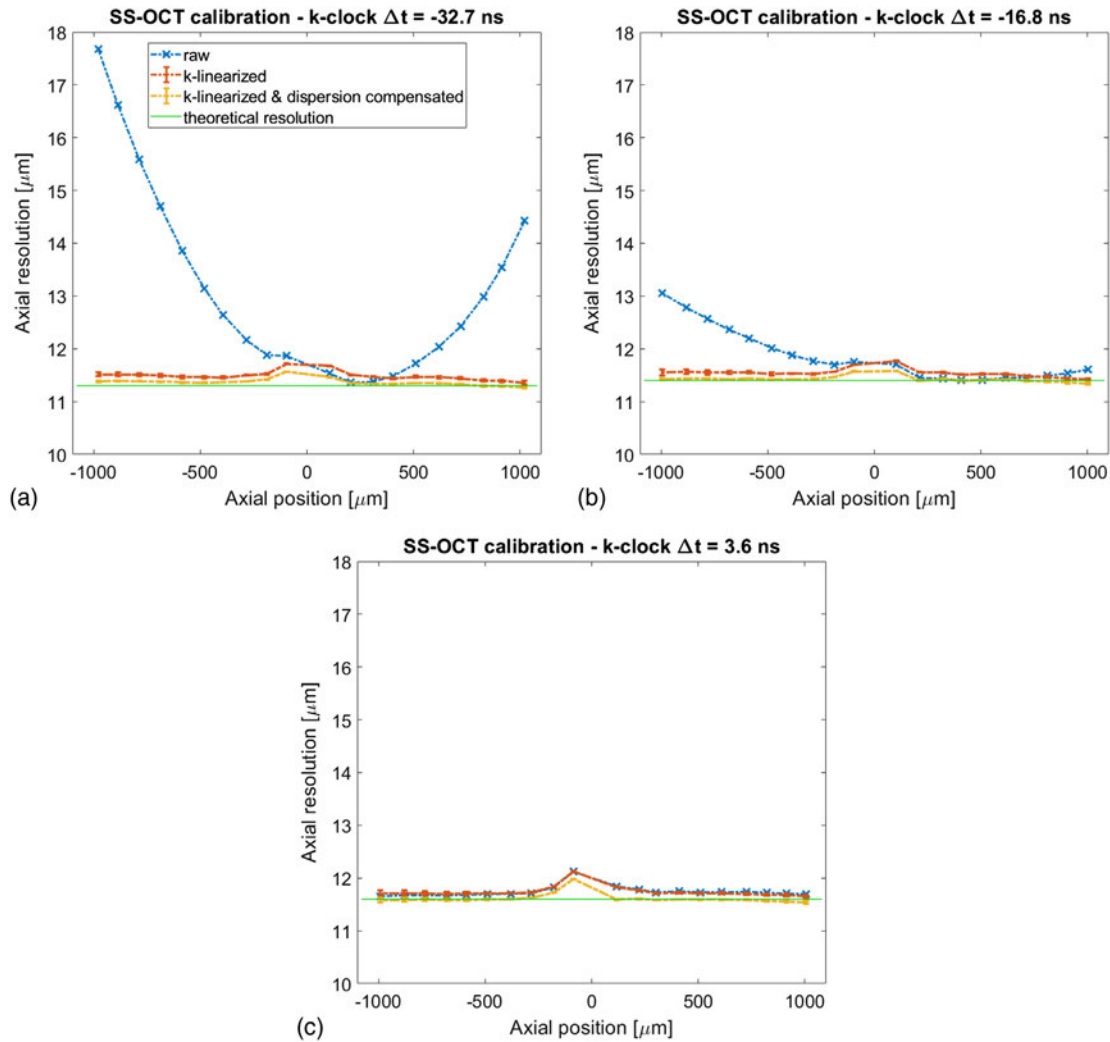 SS-OCT calibration - k-clock Δt = -32.7 ns
18
17
16
15
14
13
12
11
10
Axial resolution [μm]
raw
k-linearized
k-linearized & dispersion compensated
theoretical resolution
-1000 -500 0 500 1000
Axial position [μm]
(a)
SS-OCT calibration - k-clock Δt = -16.8 ns
18
17
16
15
14
13
12
11
10
Axial resolution [μm]
-1000 -500 0 500 1000
Axial position [μm]
(b)
SS-OCT calibration - k-clock Δt = 3.6 ns
18
17
16
15
14
13
12
11
10
Axial resolution [μm]
-1000 -500 0 500 1000
Axial position [μm]
(c)